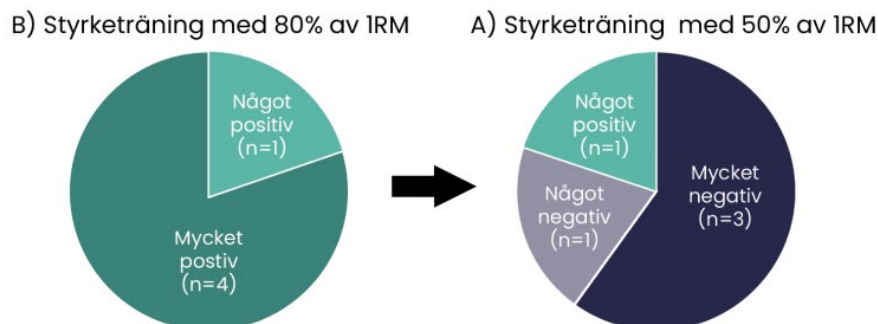 B) Styrketräning med 80% av 1RM
Något
positiv
(n=1)
Mycket
postiv
(n=4)
A) Styrketräning med 50% av 1RM
Något
positiv
(n=1)
Mycket
negativ
(n=3)
Något
negativ
(n=1)